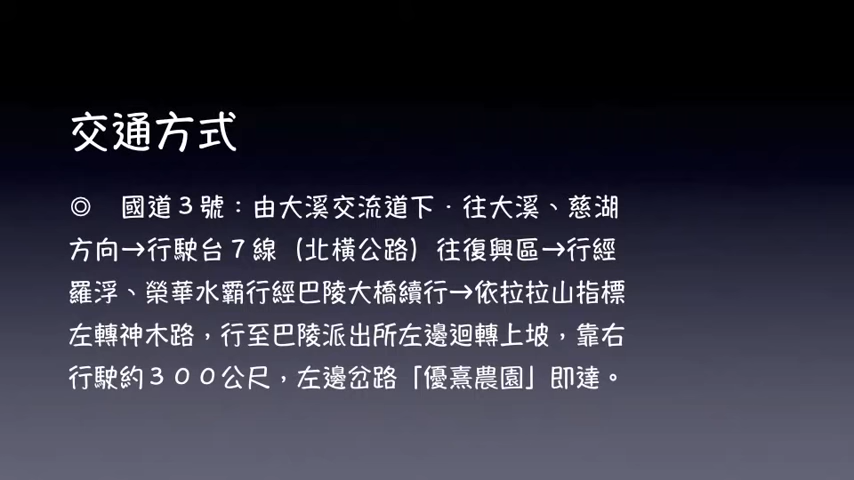 交通方式
◎　國道３號：由大溪交流道下．往大溪、慈湖
方向→行駛台７線（北橫公路）往復興區→行經
羅浮、榮華水霸行經巴陵大橋續行→依拉拉山指標
左轉神木路，行至巴陵派出所左邊迴轉上坡，靠右
行駛約３００公尺，左邊岔路「優熹農園」即達。